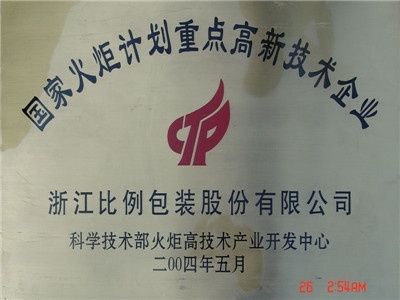 国家火炬计划重点高新技术企业
CTP
浙江比例包装股份有限公司
科学技术部火炬高技术产业开发中心
二00四年五月
26 2:54AM